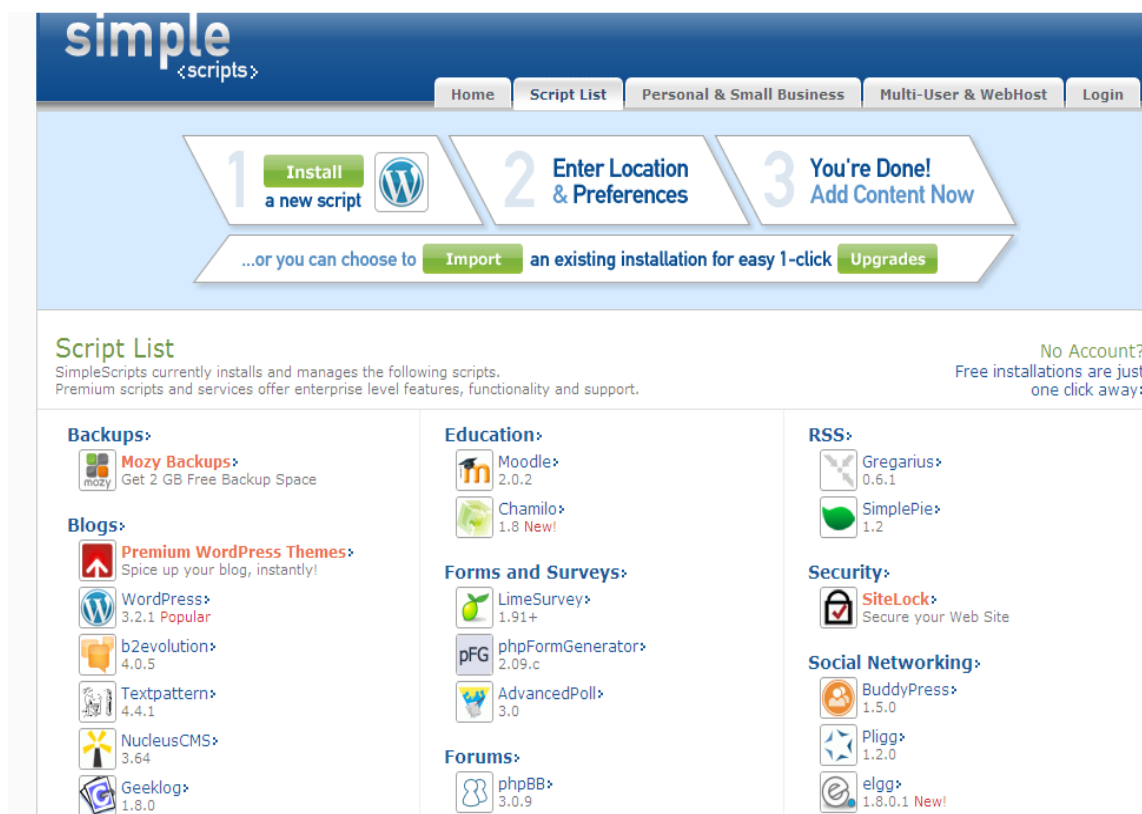 simple
<scripts>
Home
Script List
Personal & Small Business
Multi-User & WebHost
Login
1
Install
a new script
2
Enter Location
& Preferences
3
You're Done!
Add Content Now
...or you can choose to Import an existing installation for easy 1-click Upgrades
Script List
SimpleScripts currently installs and manages the following scripts.
Premium scripts and services offer enterprise level features, functionality and support.
No Account?
Free installations are just
one click away›
Backups›
mozy
Mozy Backups›
Get 2 GB Free Backup Space
Blogs›
Premium WordPress Themes›
Spice up your blog, instantly!
WordPress›
3.2.1 Popular
b2evolution›
4.0.5
Textpattern›
4.4.1
NucleusCMS›
3.64
Geeklog›
1.8.0
Education›
Moodle›
2.0.2
Chamilo›
1.8 New!
Forms and Surveys›
LimeSurvey›
1.91+
pFG
phpFormGenerator›
2.09.c
AdvancedPoll›
3.0
Forums›
phpBB›
3.0.9
RSS›
Gregarius›
0.6.1
SimplePie›
1.2
Security›
SiteLock›
Secure your Web Site
Social Networking›
BuddyPress›
1.5.0
Pligg›
1.2.0
elgg›
1.8.0.1 New!